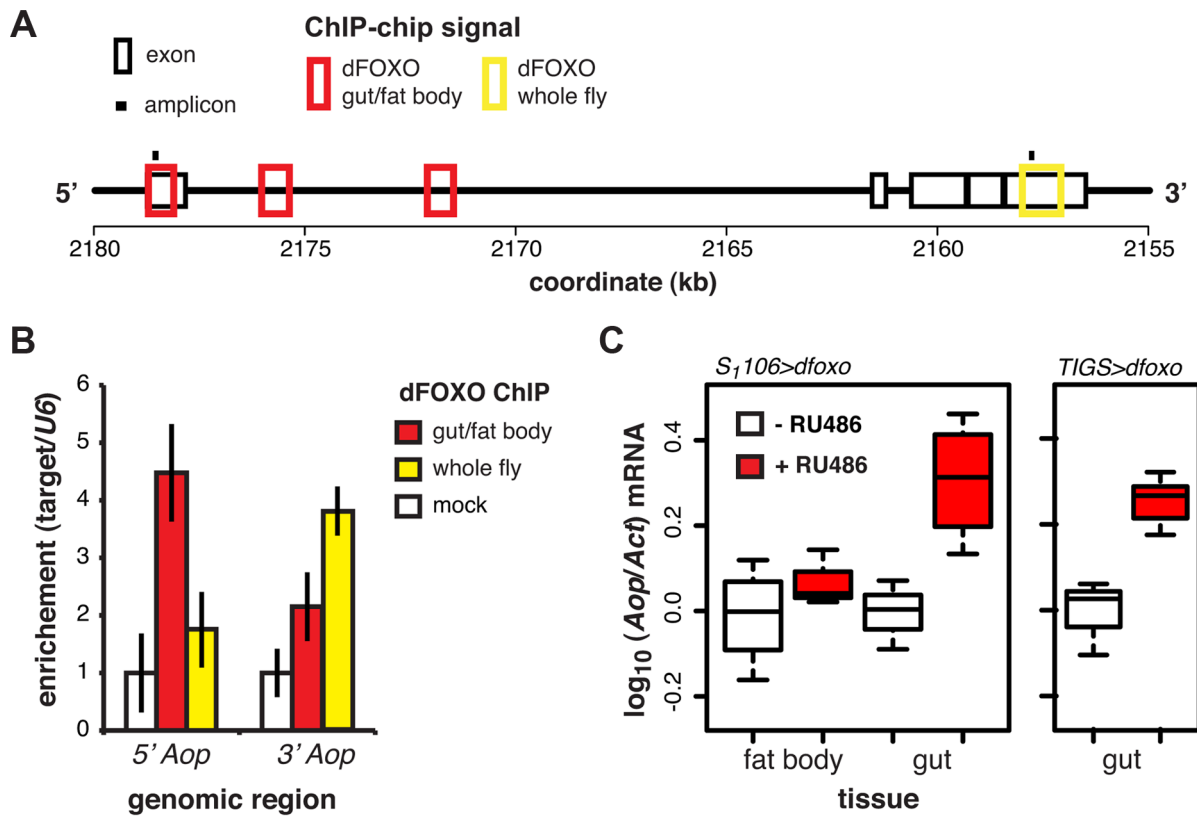 A
ChIP-chip signal
exon
amplicon
dFOXO
gut/fat body
dFOXO
whole fly
5’
3’
2180 2175 2170 2165 2160 2155
coordinate (kb)
B
6
5
4
3
2
1
0
enrichement (target/U6)
dFOXO ChIP
gut/fat body
whole fly
mock
5’ Aop 3’ Aop
genomic region
C
S1106>dfoxo
TIGS>dfoxo
- RU486
+ RU486
0.4
0.2
0.0
-0.2
log10 (Aop/Act) mRNA
fat body gut
gut
tissue